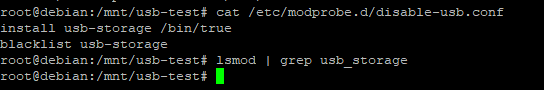 root@debian:/mnt/usb-test# cat /etc/modprobe.d/disable-usb.conf
install usb-storage /bin/true
blacklist usb-storage
root@debian:/mnt/usb-test# lsmod | grep usb_storage
root@debian:/mnt/usb-test#